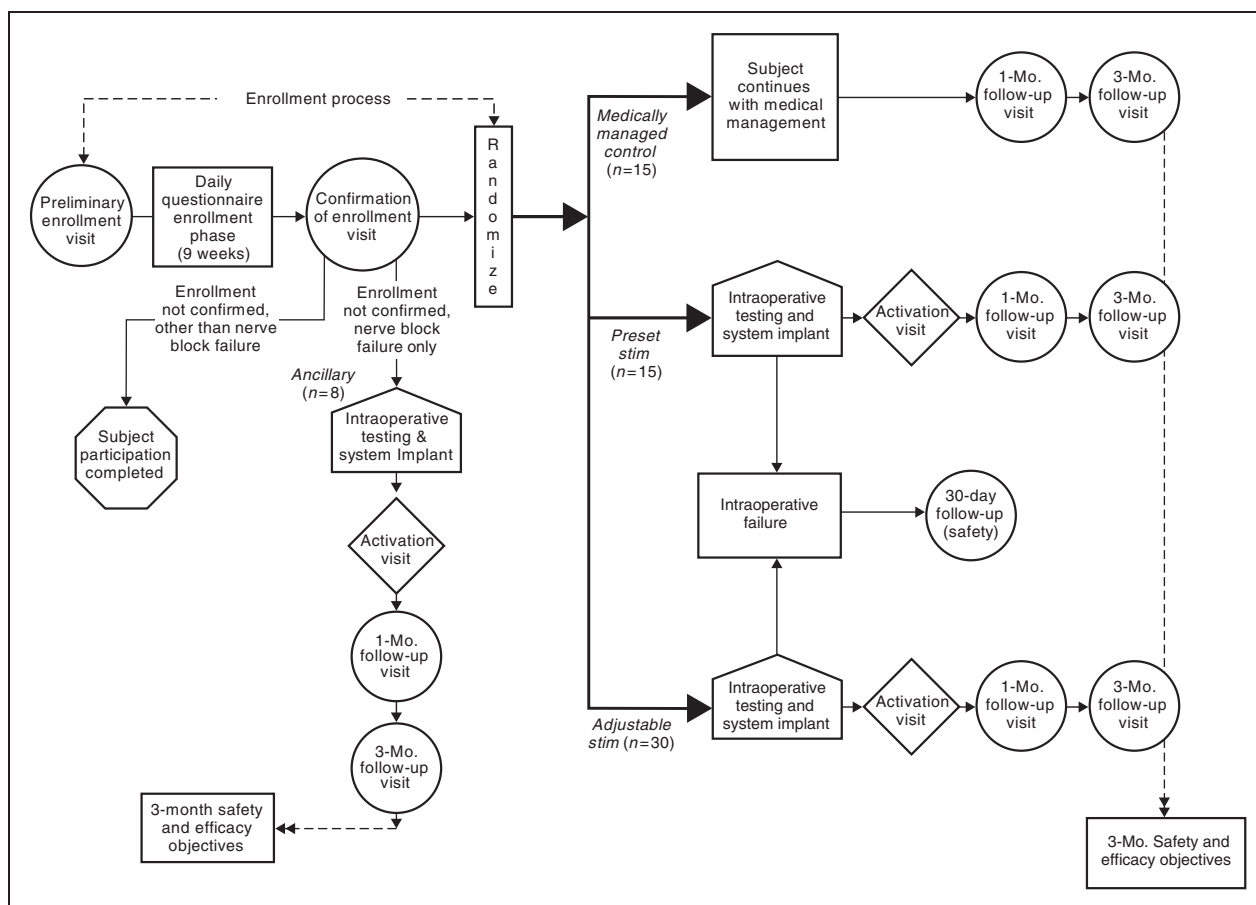 Enrollment process
Preliminary
enrollment
visit
Daily
questionnaire
enrollment
phase
(9 weeks)
Confirmation
of enrollment
visit
R
a
n
d
o
m
i
z
e
Enrollment
not confirmed,
other than nerve
block failure
Enrollment
not confirmed,
nerve block
failure only
Subject
participation
completed
Ancillary
(n=8)
Intraoperative
testing &
system Implant
Activation
visit
1-Mo.
follow-up
visit
3-Mo.
follow-up
visit
3-month safety
and efficacy
objectives
Medically
managed
control
(n=15)
Subject
continues
with medical
management
1-Mo.
follow-up
visit
3-Mo.
follow-up
visit
Preset
stim
(n=15)
Intraoperative
testing and
system implant
Activation
visit
1-Mo.
follow-up
visit
3-Mo.
follow-up
visit
Intraoperative
failure
30-day
follow-up
(safety)
Adjustable
stim (n=30)
Intraoperative
testing and
system implant
Activation
visit
1-Mo.
follow-up
visit
3-Mo.
follow-up
visit
3-Mo. Safety and
efficacy objectives